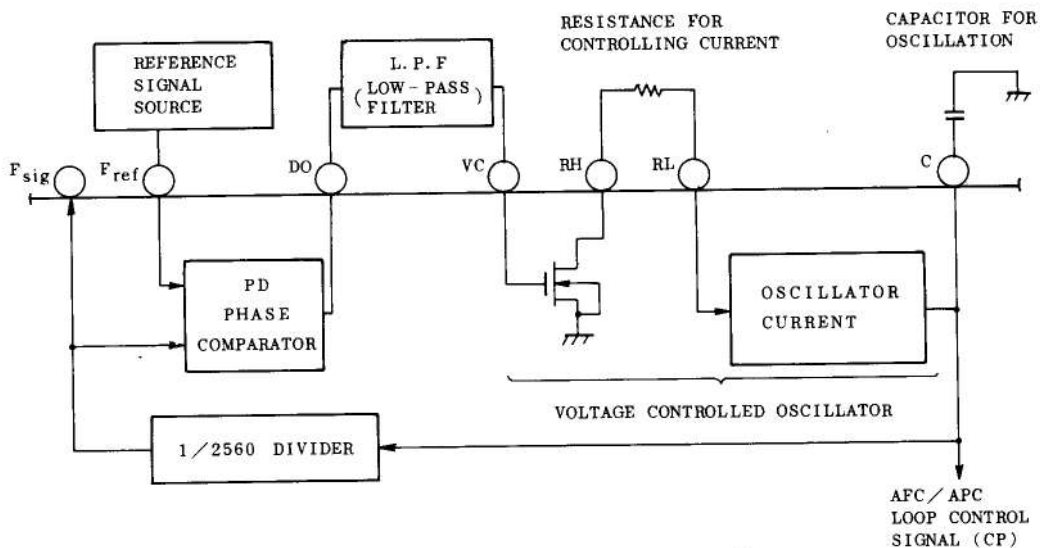 RESISTANCE FOR
CONTROLLING CURRENT
CAPACITOR FOR
OSCILLATION
REFERENCE
SIGNAL
SOURCE
L.P.F
(LOW-PASS
FILTER)
Fsig
Fref
DO
VC
RH
RL
C
PD
PHASE
COMPARATOR
OSCILLATOR
CURRENT
VOLTAGE CONTROLLED OSCILLATOR
1/2560 DIVIDER
AFC/APC
LOOP CONTROL
SIGNAL (CP)